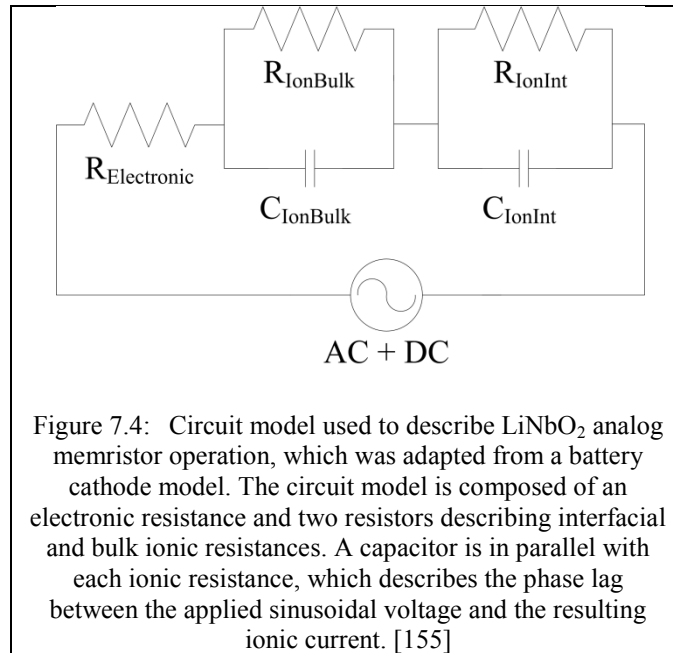 R_IonBulk
R_IonInt
R_Electronic
C_IonBulk
C_IonInt
AC + DC
Figure 7.4: Circuit model used to describe LiNbO₂ analog
memristor operation, which was adapted from a battery
cathode model. The circuit model is composed of an
electronic resistance and two resistors describing interfacial
and bulk ionic resistances. A capacitor is in parallel with
each ionic resistance, which describes the phase lag
between the applied sinusoidal voltage and the resulting
ionic current. [155]